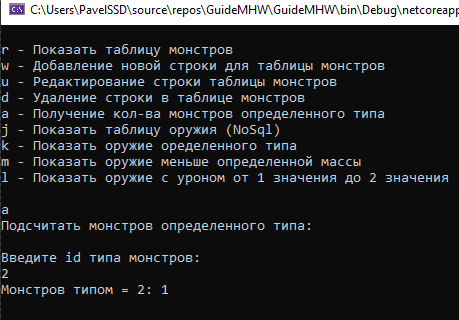 C:\Users\PavelSSD\source\repos\GuideMHW\GuideMHW\bin\Debug\netcoreapp
r - Показать таблицу монстров
w - Добавление новой строки для таблицы монстров
u - Редактирование строки таблицы монстров
d - Удаление строки в таблице монстров
a - Получение кол-ва монстров определенного типа
j - Показать таблицу оружия (NoSql)
k - Показать оружие оределенного типа
m - Показать оружие меньше определенной массы
l - Показать оружие с уроном от 1 значения до 2 значения
a
Подсчитать монстров определенного типа:
Введите id типа монстров:
2
Монстров типом = 2: 1